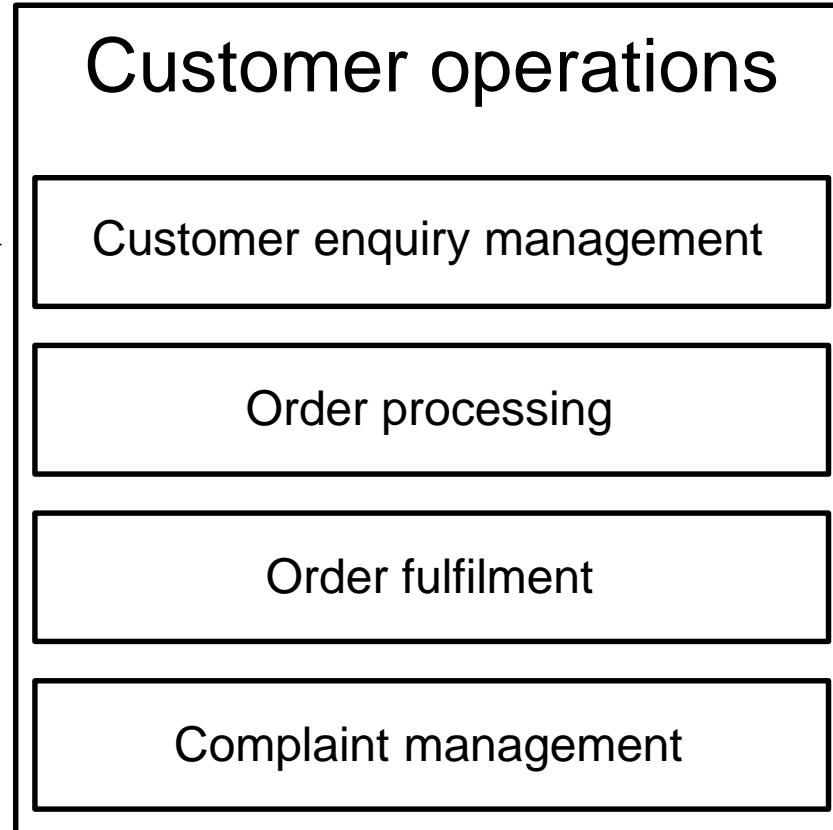 Customer operations
Customer enquiry management
Order processing
Order fulfilment
Complaint management